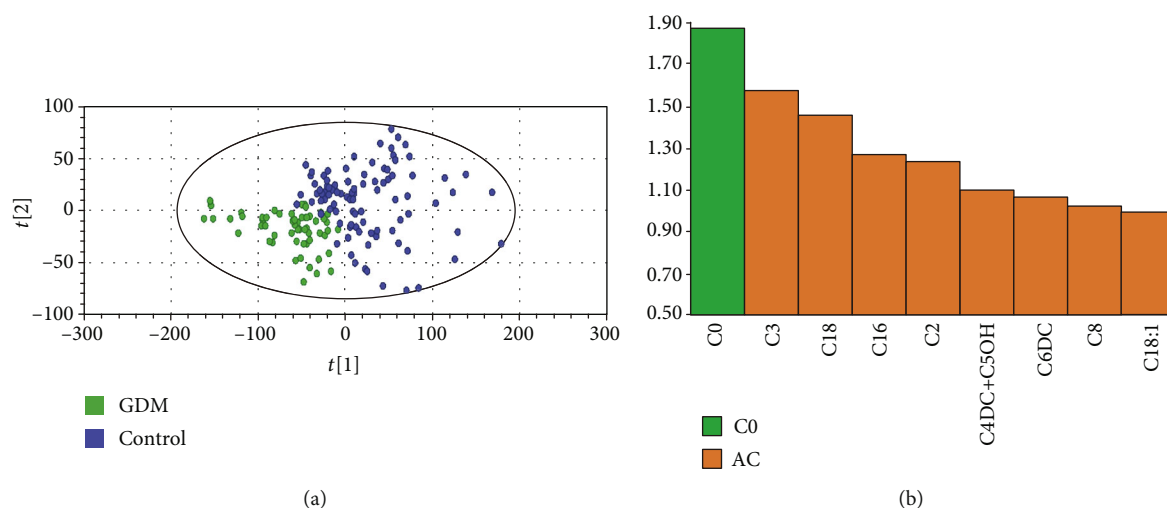 100
50
0
−50
−100
t[2]
−300
−200
−100
0
100
200
300
t[1]
GDM
Control
(a)
1.90
1.70
1.50
1.30
1.10
0.90
0.70
0.50
C0
C3
C18
C16
C2
C4DC+C5OH
C6DC
C8
C18:1
C0
AC
(b)